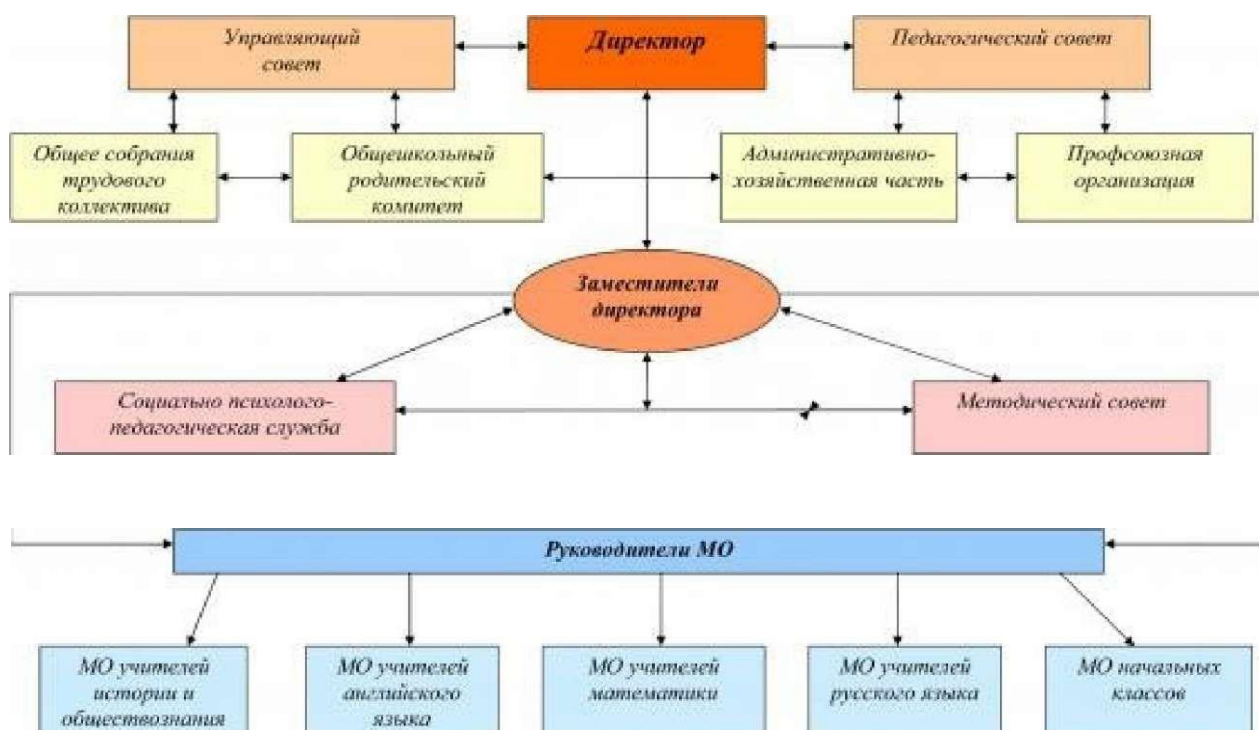 Управляющий
совет
Директор
Педагогический совет
Общее собрания
трудового
коллектива
Общешкольный
родительский
комитет
Административно-
хозяйственная часть
Профсоюзная
организация
Заместители
директора
Социально психолого-
педагогическая служба
Методический совет
Руководители МО
МО учителей
истории и
обществознания
МО учителей
английского
языка
МО учителей
математики
МО учителей
русского языка
МО начальных
классов